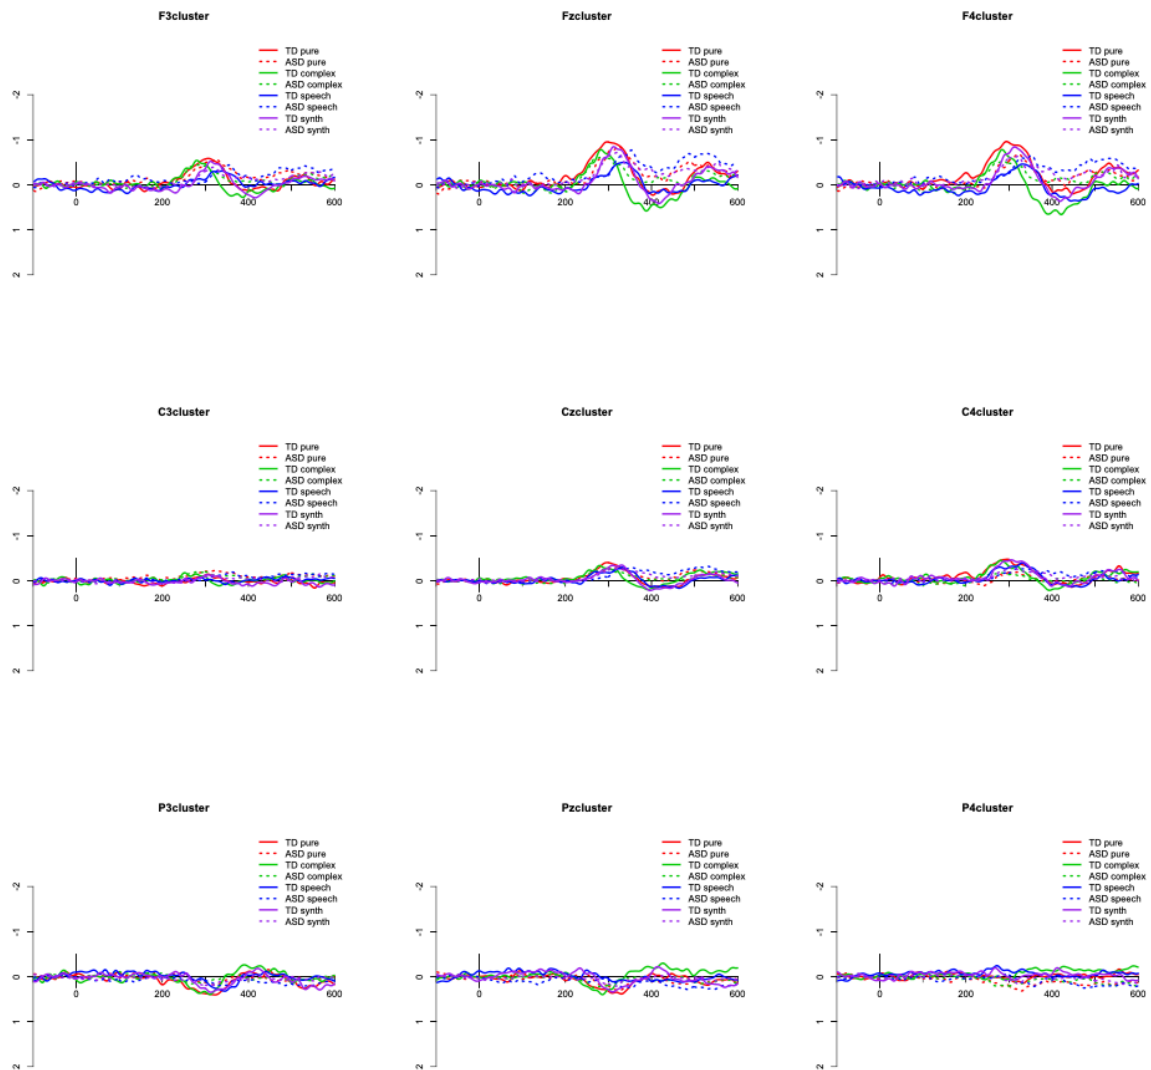 F3cluster
TD pure
ASD pure
TD complex
ASD complex
TD speech
ASD speech
TD synth
ASD synth
-2
-1
0
1
2
0
200
400
600
Fzcluster
TD pure
ASD pure
TD complex
ASD complex
TD speech
ASD speech
TD synth
ASD synth
-2
-1
0
1
2
0
200
400
600
F4cluster
TD pure
ASD pure
TD complex
ASD complex
TD speech
ASD speech
TD synth
ASD synth
-2
-1
0
1
2
0
200
400
600
C3cluster
TD pure
ASD pure
TD complex
ASD complex
TD speech
ASD speech
TD synth
ASD synth
-2
-1
0
1
2
0
200
400
600
Czcluster
TD pure
ASD pure
TD complex
ASD complex
TD speech
ASD speech
TD synth
ASD synth
-2
-1
0
1
2
0
200
400
600
C4cluster
TD pure
ASD pure
TD complex
ASD complex
TD speech
ASD speech
TD synth
ASD synth
-2
-1
0
1
2
0
200
400
600
P3cluster
TD pure
ASD pure
TD complex
ASD complex
TD speech
ASD speech
TD synth
ASD synth
-2
-1
0
1
2
0
200
400
600
Pzcluster
TD pure
ASD pure
TD complex
ASD complex
TD speech
ASD speech
TD synth
ASD synth
-2
-1
0
1
2
0
200
400
600
P4cluster
TD pure
ASD pure
TD complex
ASD complex
TD speech
ASD speech
TD synth
ASD synth
-2
-1
0
1
2
0
200
400
600